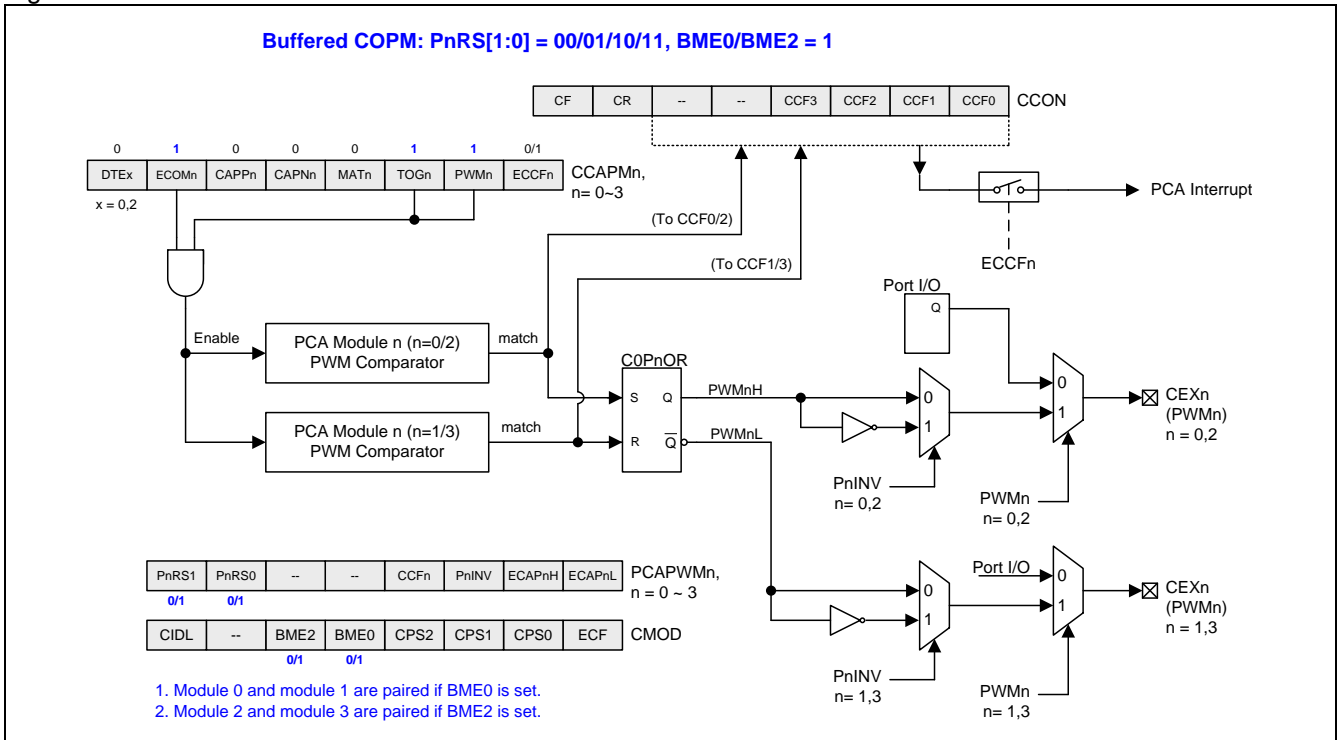 Buffered COPM: PnRS[1:0] = 00/01/10/11, BME0/BME2 = 1
CF CR -- -- CCF3 CCF2 CCF1 CCF0 CCON
0 1 0 0 0 1 1 0/1
DTEx ECOMn CAPPn CAPNn MATn TOGn PWMn ECCFn CCAPMn,
n= 0~3
x = 0,2
PCA Interrupt
(To CCF0/2)
(To CCF1/3)
ECCFn
Port I/O
Q
Enable
PCA Module n (n=0/2)
PWM Comparator
match
C0PnOR
S Q PWMnH
0
1
0
1
CEXn
(PWMn)
n = 0,2
PCA Module n (n=1/3)
PWM Comparator
match
R Q PWMnL
PnINV
n= 0,2
PWMn
n= 0,2
PnRS1 PnRS0 -- -- CCFn PnINV ECAPnH ECAPnL PCAPWMn,
n = 0 ~ 3
0/1 0/1
Port I/O
0
1
0
1
CEXn
(PWMn)
n = 1,3
CIDL -- BME2 BME0 CPS2 CPS1 CPS0 ECF CMOD
0/1 0/1
PnINV
n= 1,3
PWMn
n= 1,3
1. Module 0 and module 1 are paired if BME0 is set.
2. Module 2 and module 3 are paired if BME2 is set.